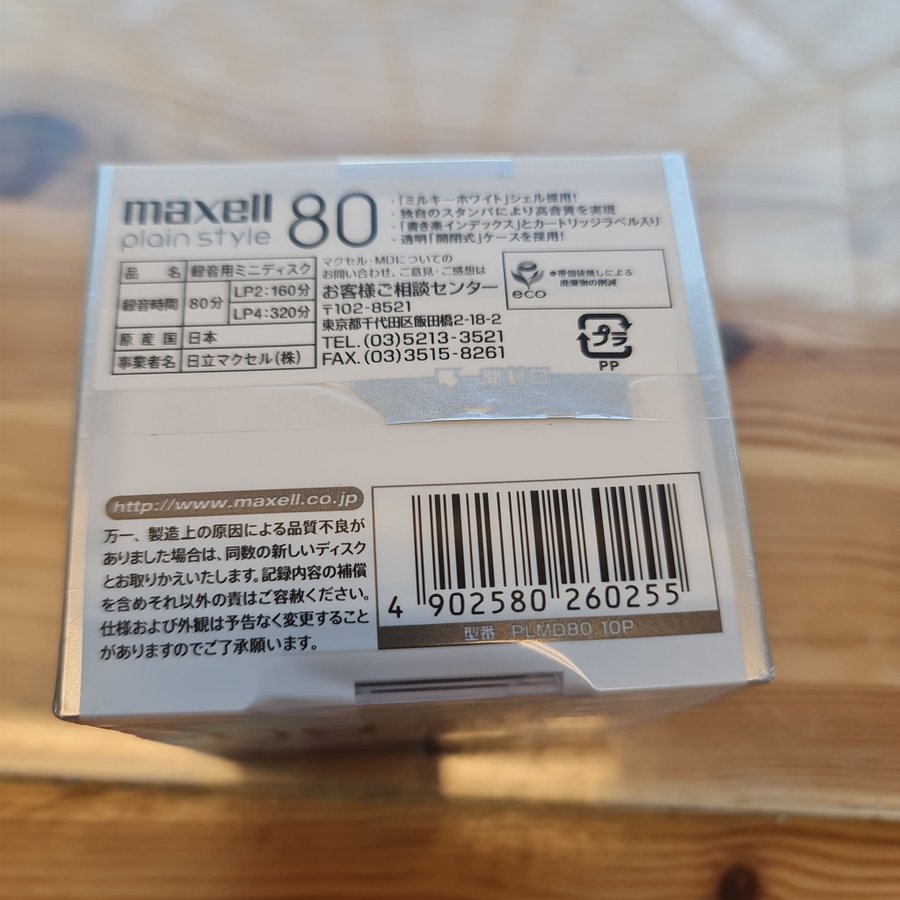 maxell
plain style
80
・「ミルキーホワイト」シェル採用!
・独自のスタンパにより高音質を実現
・「書き楽インデックス」とカートリッジラベル入り
・透明「開閉式」ケースを採用!
品 名 録音用ミニディスク
録音時間 80分 LP2:160分
LP4:320分
原産国 日本
事業者名 日立マクセル(株)
マクセル・MDについての
お問い合わせ、ご意見・ご感想は
お客様ご相談センター
〒102-8521
東京都千代田区飯田橋2-18-2
TEL.(03)5213-3521
FAX.(03)3515-8261
eco
●帯個装無しによる
廃棄物の削減
プラ
PP
開封口
http://www.maxell.co.jp
万一、製造上の原因による品質不良が
ありました場合は、同数の新しいディスク
とお取りかえいたします。記録内容の補償
を含めそれ以外の責はご容赦ください。
仕様および外観は予告なく変更すること
がありますのでご了承願います。
4 902580 260255
型番 PLMD80.10P